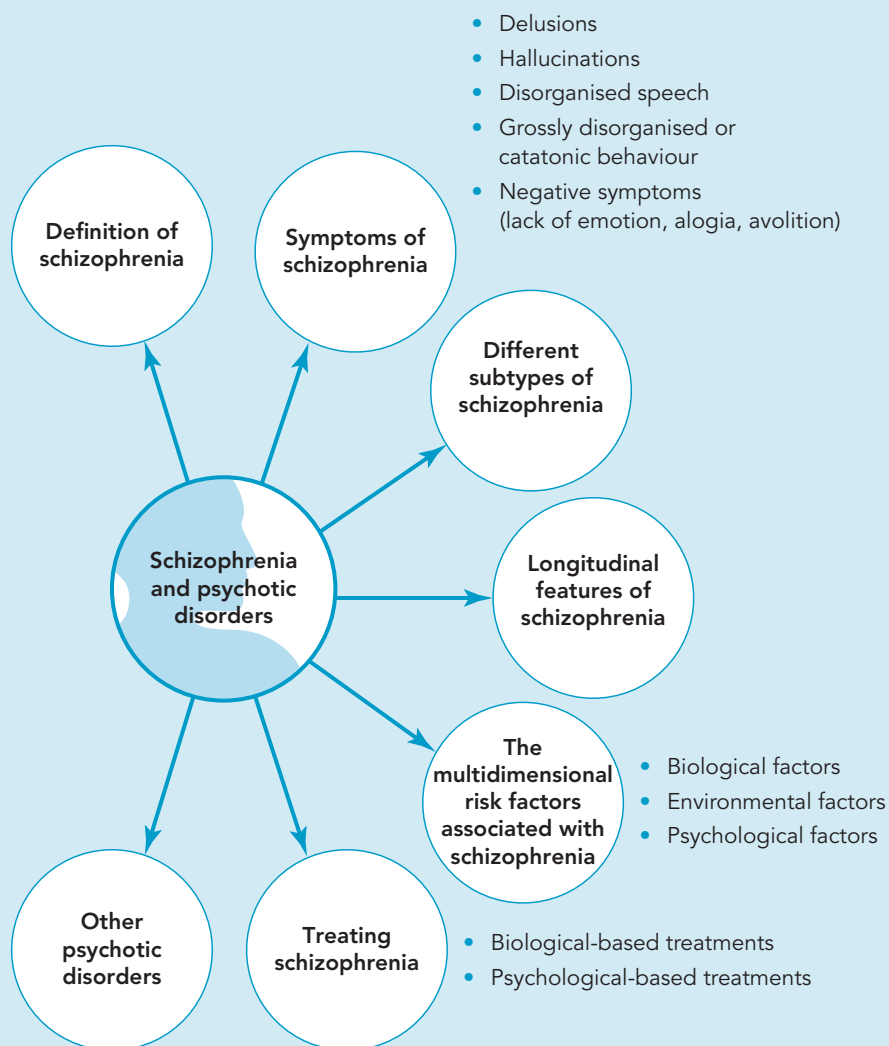 • Delusions
• Hallucinations
• Disorganised speech
• Grossly disorganised or
catatonic behaviour
• Negative symptoms
(lack of emotion, alogia, avolition)
Definition of
schizophrenia
Symptoms of
schizophrenia
Different
subtypes of
schizophrenia
Schizophrenia
and psychotic
disorders
Longitudinal
features of
schizophrenia
The
multidimensional
risk factors
associated with
schizophrenia
• Biological factors
• Environmental factors
• Psychological factors
Other
psychotic
disorders
Treating
schizophrenia
• Biological-based treatments
• Psychological-based treatments